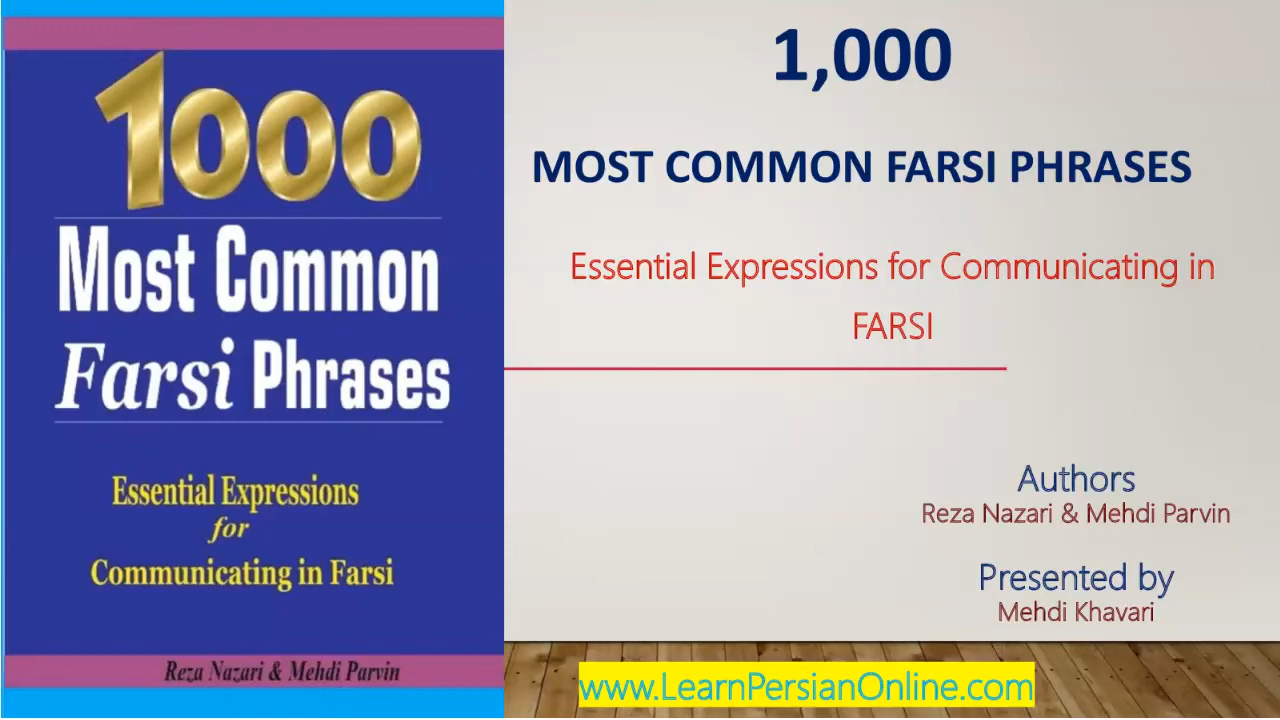 1000
Most Common
Farsi Phrases
Essential Expressions
for
Communicating in Farsi
Reza Nazari & Mehdi Parvin
1,000
MOST COMMON FARSI PHRASES
Essential Expressions for Communicating in
FARSI
Authors
Reza Nazari & Mehdi Parvin
Presented by
Mehdi Khavari
www.LearnPersianOnline.com